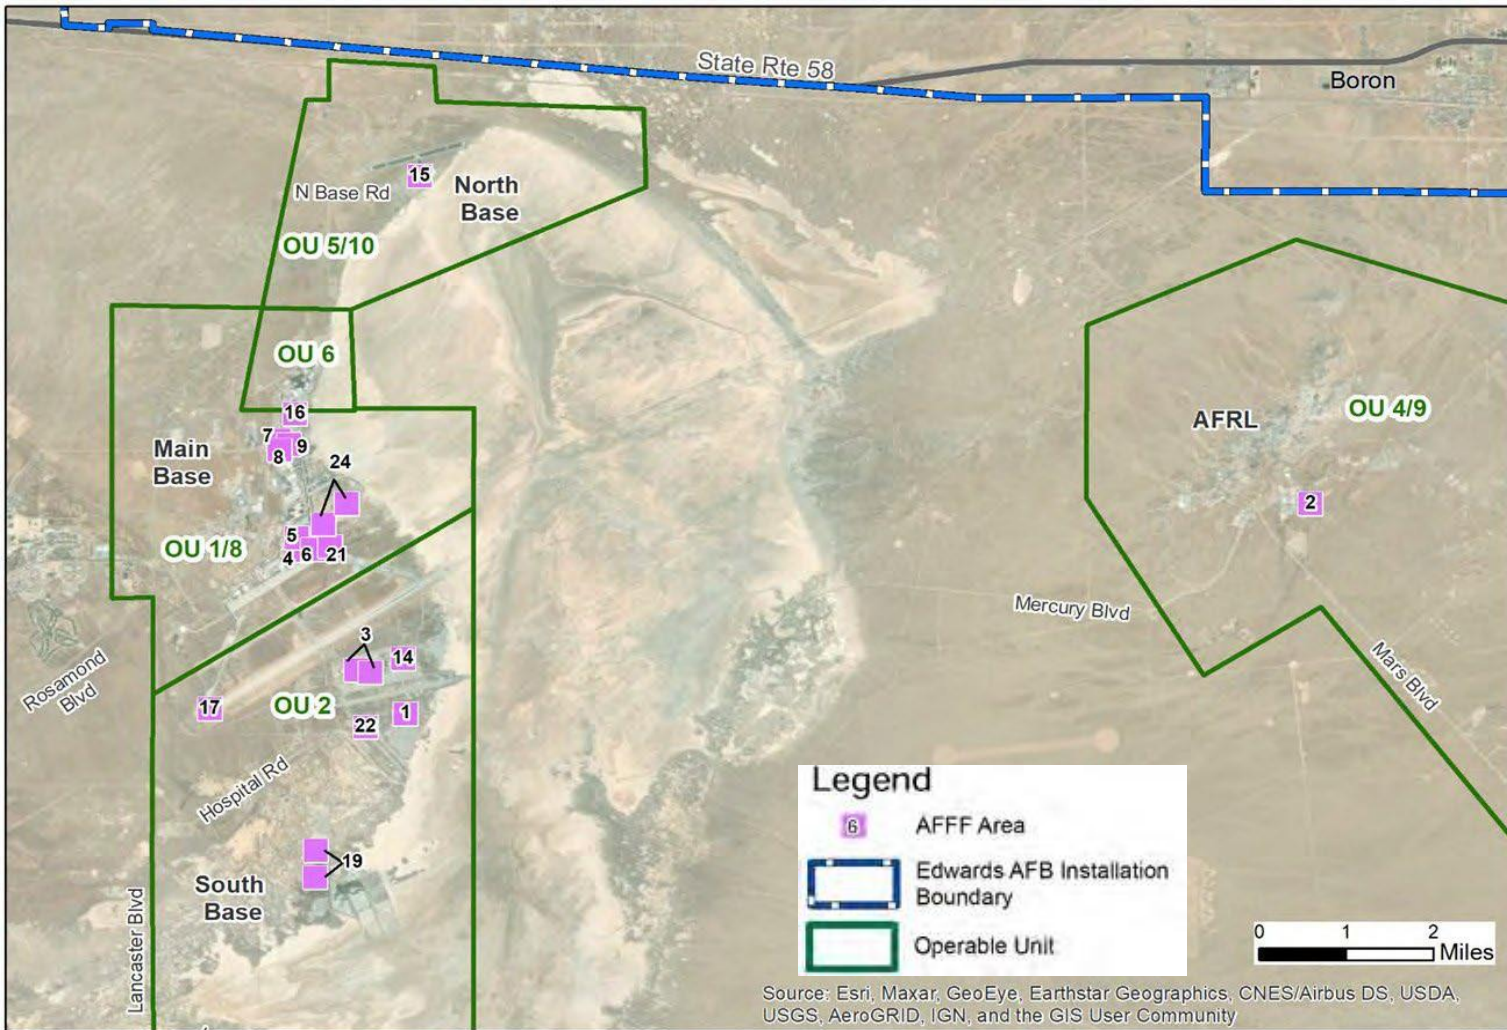 State Rte 58
Boron
15
N Base Rd
North
Base
OU 5/10
OU 6
16
7
8
9
Main
Base
24
AFRL
OU 4/9
2
5
4
6
21
OU 1/8
Mercury Blvd
3
14
Rosamond
Blvd
Mars Blvd
17
OU 2
1
22
Hospital Rd
19
South
Base
Lancaster Blvd
Legend
6
AFFF Area
Edwards AFB Installation
Boundary
Operable Unit
0 1 2
Miles
Source: Esri, Maxar, GeoEye, Earthstar Geographics, CNES/Airbus DS, USDA,
USGS, AeroGRID, IGN, and the GIS User Community